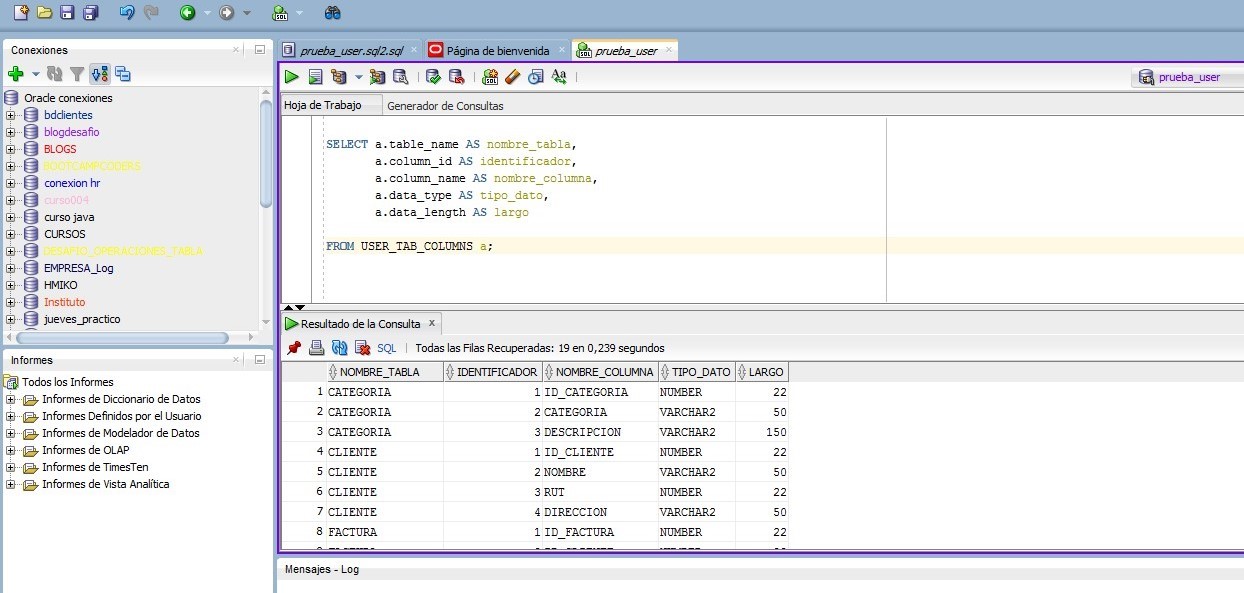 SQL
Conexiones
prueba_user.sql2.sql
Página de bienvenida
prueba_user
prueba_user
Oracle conexiones
bdclientes
blogdesafio
BLOGS
BOOTCAMPCODERS
conexion hr
curso004
curso java
CURSOS
DESAFIO_OPERACIONES_TABLA
EMPRESA_Log
HMIKO
Instituto
jueves_practico
Hoja de Trabajo
Generador de Consultas
SELECT a.table_name AS nombre_tabla,
a.column_id AS identificador,
a.column_name AS nombre_columna,
a.data_type AS tipo_dato,
a.data_length AS largo
FROM USER_TAB_COLUMNS a;
Informes
Todos los Informes
Informes de Diccionario de Datos
Informes Definidos por el Usuario
Informes de Modelador de Datos
Informes de OLAP
Informes de TimesTen
Informes de Vista Analítica
Resultado de la Consulta x
SQL | Todas las Filas Recuperadas: 19 en 0,239 segundos
NOMBRE_TABLA IDENTIFICADOR NOMBRE_COLUMNA TIPO_DATO LARGO
1 CATEGORIA 1 ID_CATEGORIA NUMBER 22
2 CATEGORIA 2 CATEGORIA VARCHAR2 50
3 CATEGORIA 3 DESCRIPCION VARCHAR2 150
4 CLIENTE 1 ID_CLIENTE NUMBER 22
5 CLIENTE 2 NOMBRE VARCHAR2 50
6 CLIENTE 3 RUT NUMBER 22
7 CLIENTE 4 DIRECCION VARCHAR2 50
8 FACTURA 1 ID_FACTURA NUMBER 22
Mensajes - Log